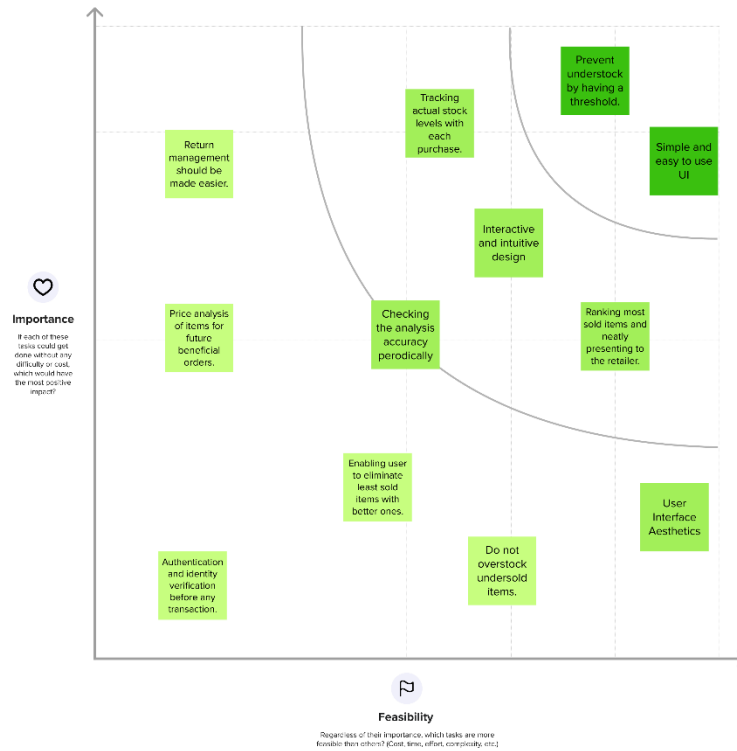 Prevent
understock
by having a
threshold.
Tracking
actual stock
levels with
each
purchase.
Simple and
easy to use
UI
Return
management
should be
made easier.
Interactive
and intuitive
design
Importance
If each of these
tasks could get
done without any
difficulty or cost,
which would have
the most positive
impact?
Price analysis
of items for
future
beneficial
orders.
Checking
the analysis
accuracy
perodically
Ranking most
sold items and
neatly
presenting to
the retailer.
Enabling user
to eliminate
least sold
items with
better ones.
User
Interface
Aesthetics
Do not
overstock
undersold
items.
Authentication
and identity
verification
before any
transaction.
Feasibility
Regardless of their importance, which tasks are more
feasible than others? (Cost, time, effort, complexity, etc.)